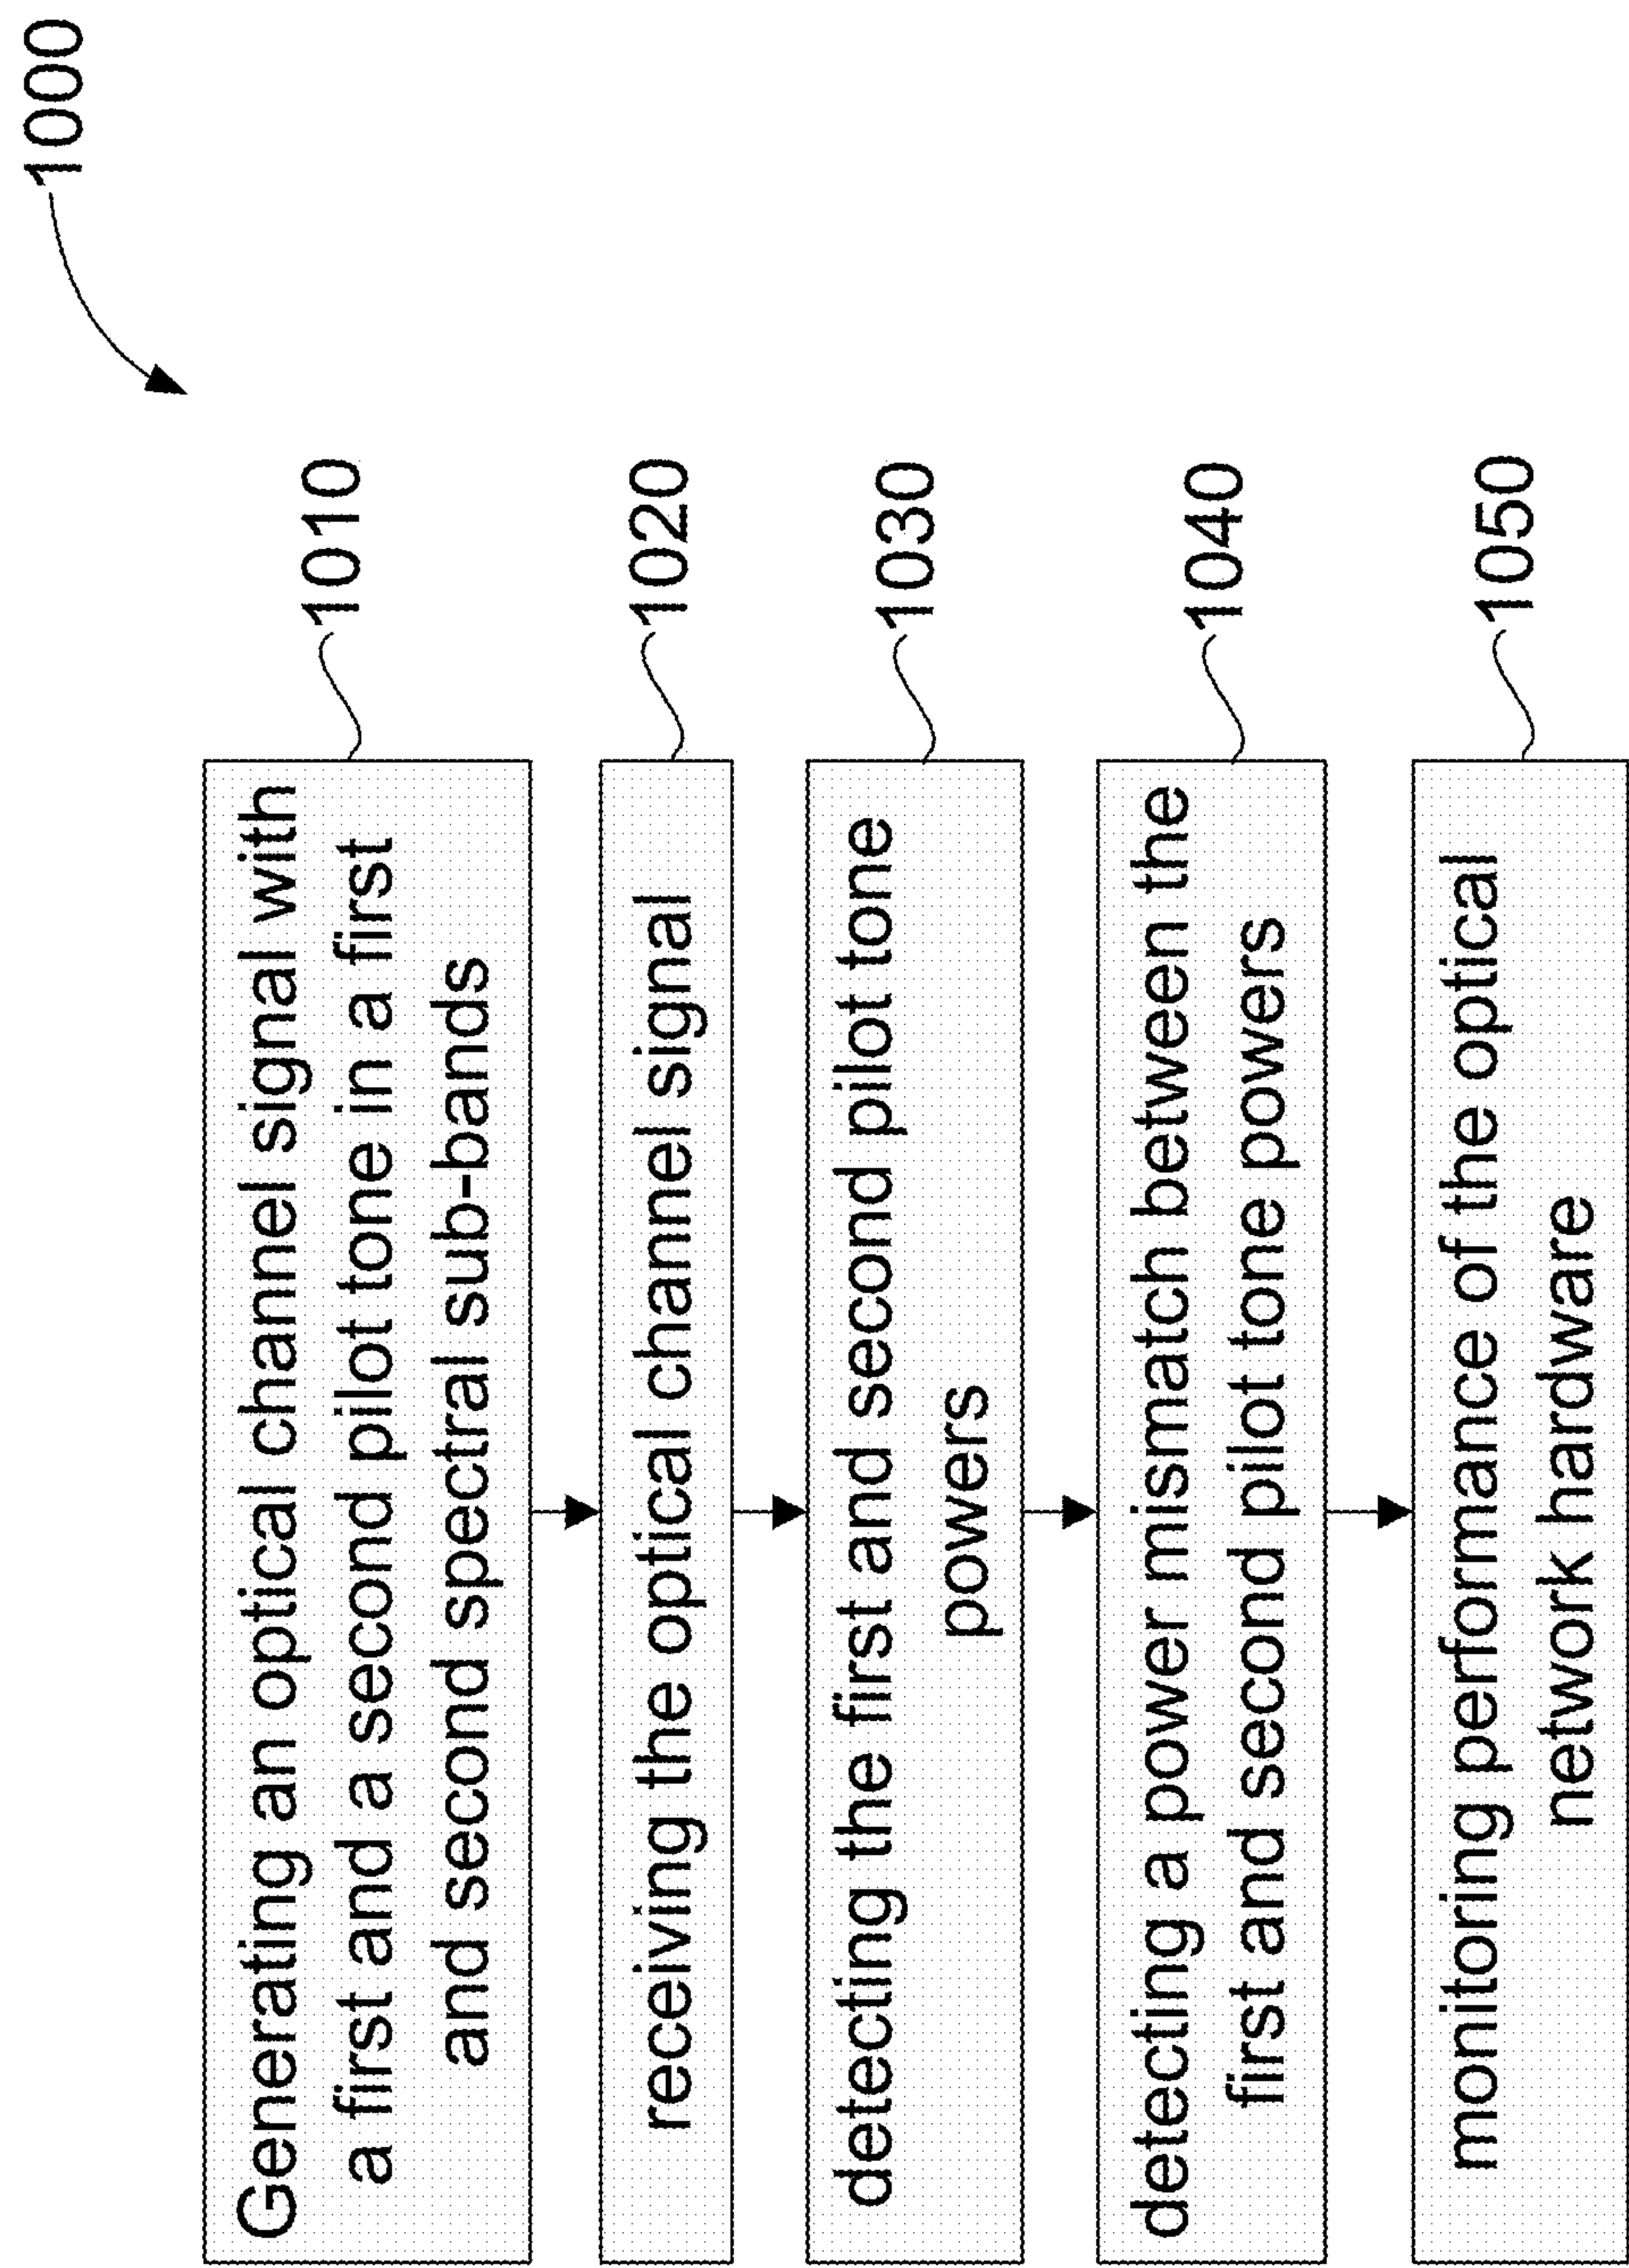 1000
Generating an optical channel signal with
a first and a second pilot tone in a first
and second spectral sub-bands
1010
receiving the optical channel signal
1020
detecting the first and second pilot tone
powers
1030
detecting a power mismatch between the
first and second pilot tone powers
1040
monitoring performance of the optical
network hardware
1050